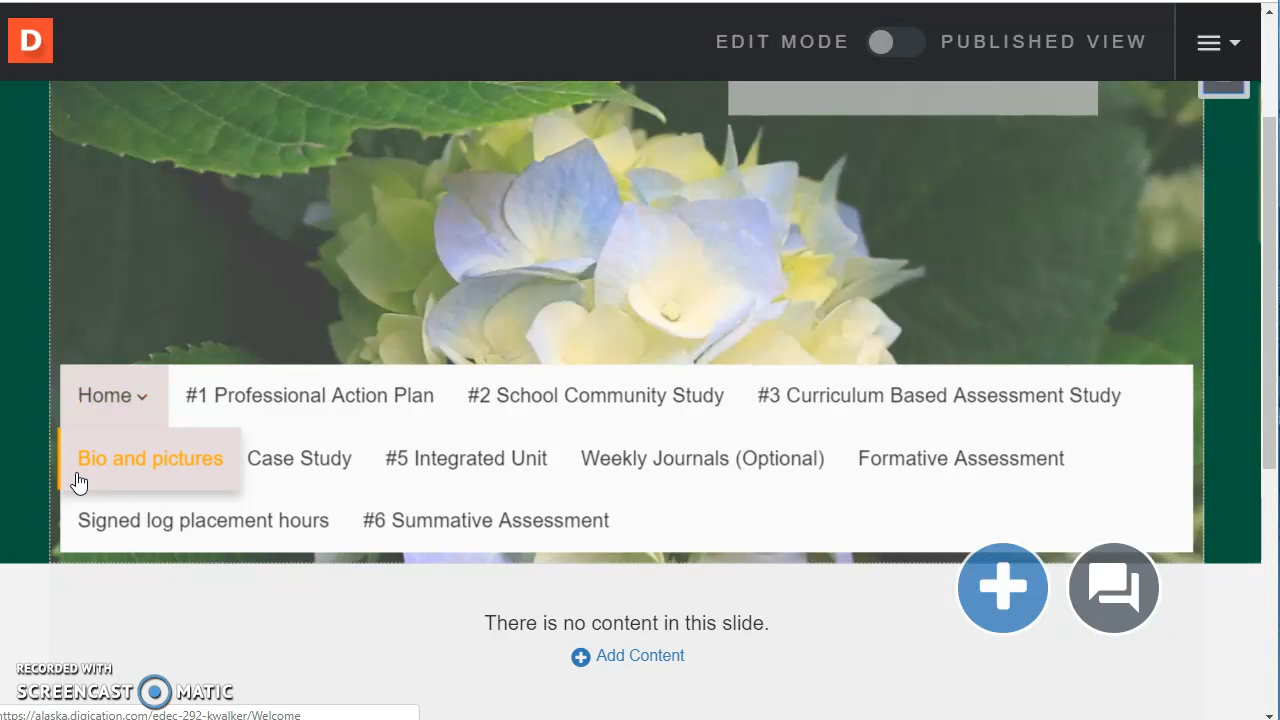 D
EDIT MODE PUBLISHED VIEW
Home #1 Professional Action Plan #2 School Community Study #3 Curriculum Based Assessment Study
Bio and pictures Case Study #5 Integrated Unit Weekly Journals (Optional) Formative Assessment
Signed log placement hours #6 Summative Assessment
There is no content in this slide.
Add Content
RECORDED WITH
SCREENCAST MATIC
https://alaska.digication.com/edec-292-kwalker/Welcome